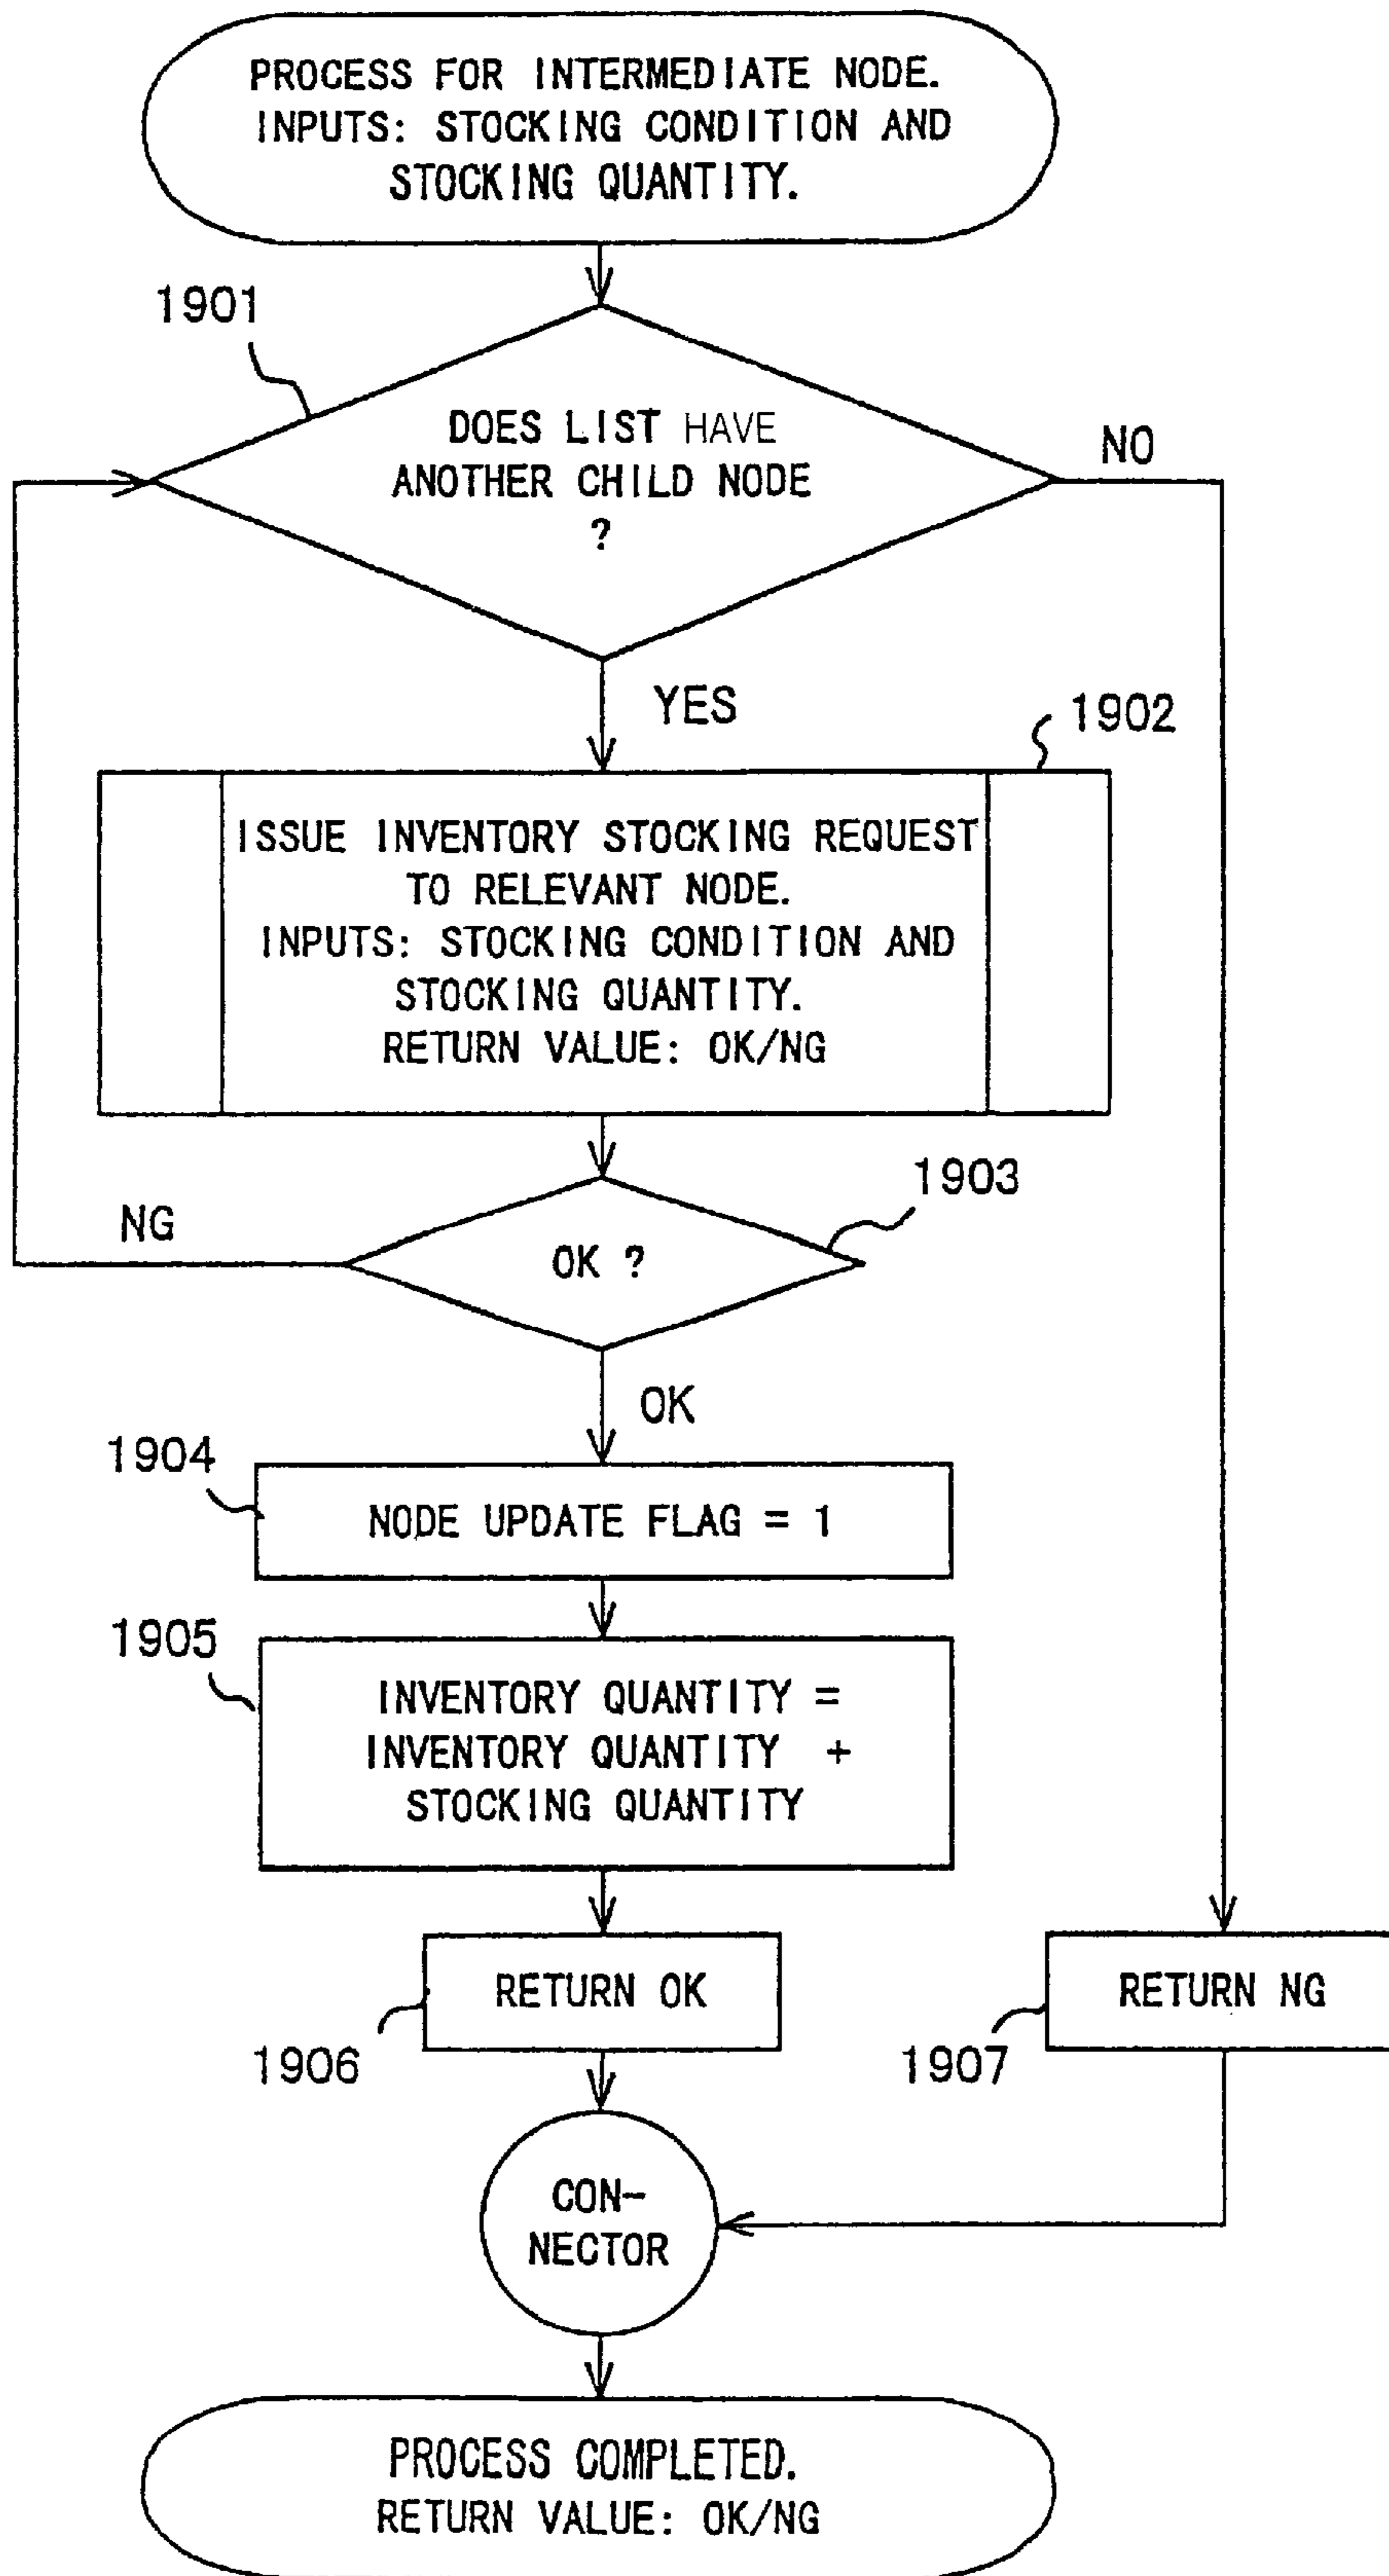 PROCESS FOR INTERMEDIATE NODE.
INPUTS: STOCKING CONDITION AND
STOCKING QUANTITY.
1901
DOES LIST HAVE
ANOTHER CHILD NODE
?
NO
YES
1902
ISSUE INVENTORY STOCKING REQUEST
TO RELEVANT NODE.
INPUTS: STOCKING CONDITION AND
STOCKING QUANTITY.
RETURN VALUE: OK/NG
1903
NG
OK ?
OK
1904
NODE UPDATE FLAG = 1
1905
INVENTORY QUANTITY =
INVENTORY QUANTITY +
STOCKING QUANTITY
RETURN OK
RETURN NG
1906
1907
CON-
NECTOR
PROCESS COMPLETED.
RETURN VALUE: OK/NG